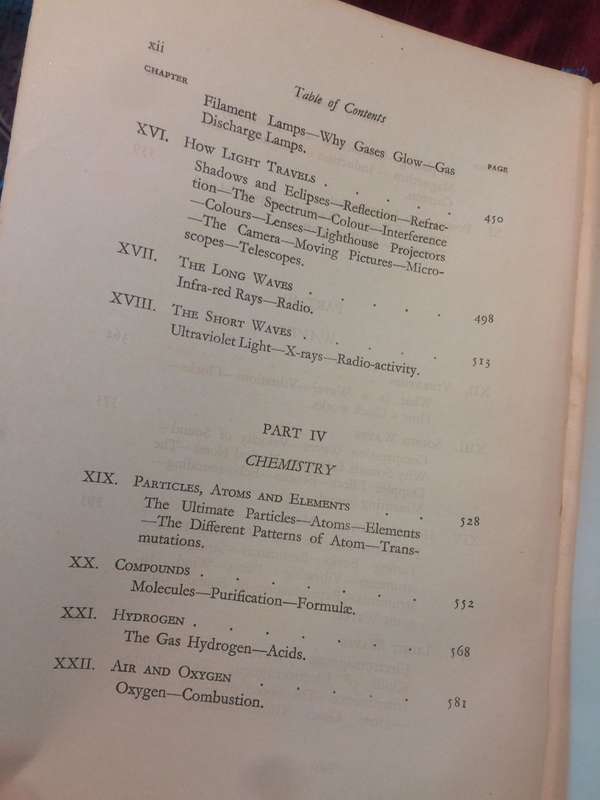 xii
Table of Contents
CHAPTER PAGE
Filament Lamps—Why Gases Glow—Gas
Discharge Lamps.
XVI. How Light Travels . . . . . 450
Shadows and Eclipses—Reflection—Refrac-
tion—The Spectrum—Colour—Interference
—Colours—Lenses—Lighthouse Projectors
—The Camera—Moving Pictures—Micro-
scopes—Telescopes.
XVII. The Long Waves . . . . . 498
Infra-red Rays—Radio.
XVIII. The Short Waves . . . . . 513
Ultraviolet Light—X-rays—Radio-activity.
PART IV
CHEMISTRY
XIX. Particles, Atoms and Elements . . 528
The Ultimate Particles—Atoms—Elements
—The Different Patterns of Atom—Trans-
mutations.
XX. Compounds . . . . . . . 552
Molecules—Purification—Formulæ.
XXI. Hydrogen . . . . . . . 568
The Gas Hydrogen—Acids.
XXII. Air and Oxygen . . . . . 581
Oxygen—Combustion.